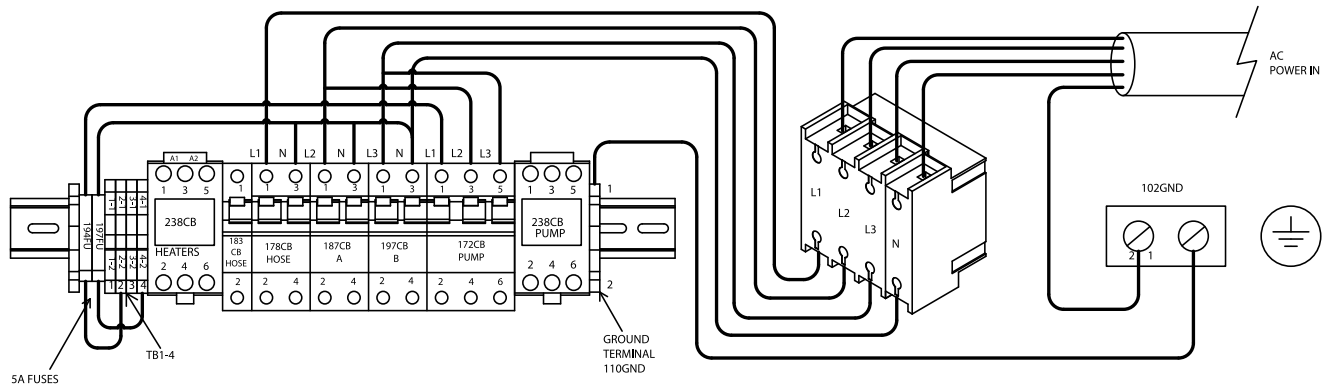 AC
POWER IN
L1 N L2 N L3 N L1 L2 L3
A1 A2
1 3 5
1
1 3
1 3
1 3
1 3 5
1 3 5
1
194FU
197FU
1-1
2-1
3-1
4-1
238CB
HEATERS
183
CB
HOSE
178CB
HOSE
187CB
A
197CB
B
172CB
PUMP
238CB
PUMP
1-2
2-2
3-2
4-2
2 4 6
2
2 4
2 4
2 4
2 4 6
2 4 6
2
1 2 3 4
TB1-4
5A FUSES
GROUND
TERMINAL
110GND
L1
L2
L3
N
102GND
2 1